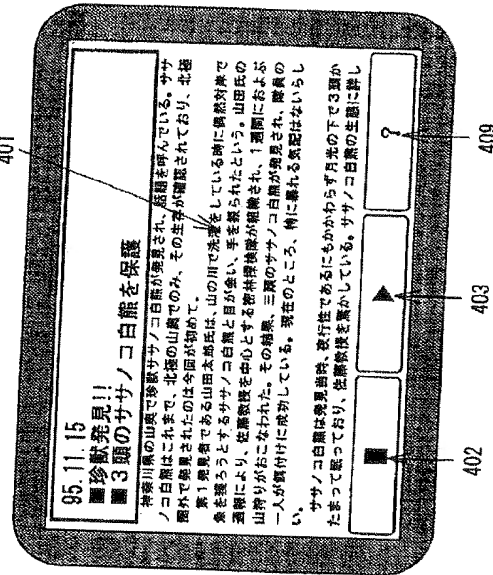 401
95.11.15
■珍獣発見!!
■3頭のササノコ白熊を保護
神奈川県の山奥で珍獣ササノコ白熊が発見され、話題を呼んでいる。ササ
ノコ白熊はこれまで、北極の山奥でのみ、その生存が確認されており、北極
圏外で発見されたのは今回が初めて。
第1発見者である山田太郎氏は、山の川で洗濯をしている時に偶然対岸で
魚を獲ろうとするササノコ白熊と目が会い、手を振られたという。山田氏の
通報により、佐藤教授を中心とする密林探検隊が組織され、1週間におよぶ
山狩りがおこなわれた。その結果、三頭のササノコ白熊が発見され、隊員の
一人が餌付けに成功している。現在のところ、特に暴れる気配はないらし
い。
ササノコ白熊は発見当時、夜行性であるにもかかわらず月光の下で3頭か
たまって眠っており、佐藤教授を驚かしている。ササノコ白熊の生態に詳し
■ ▲ ?
402 403 409